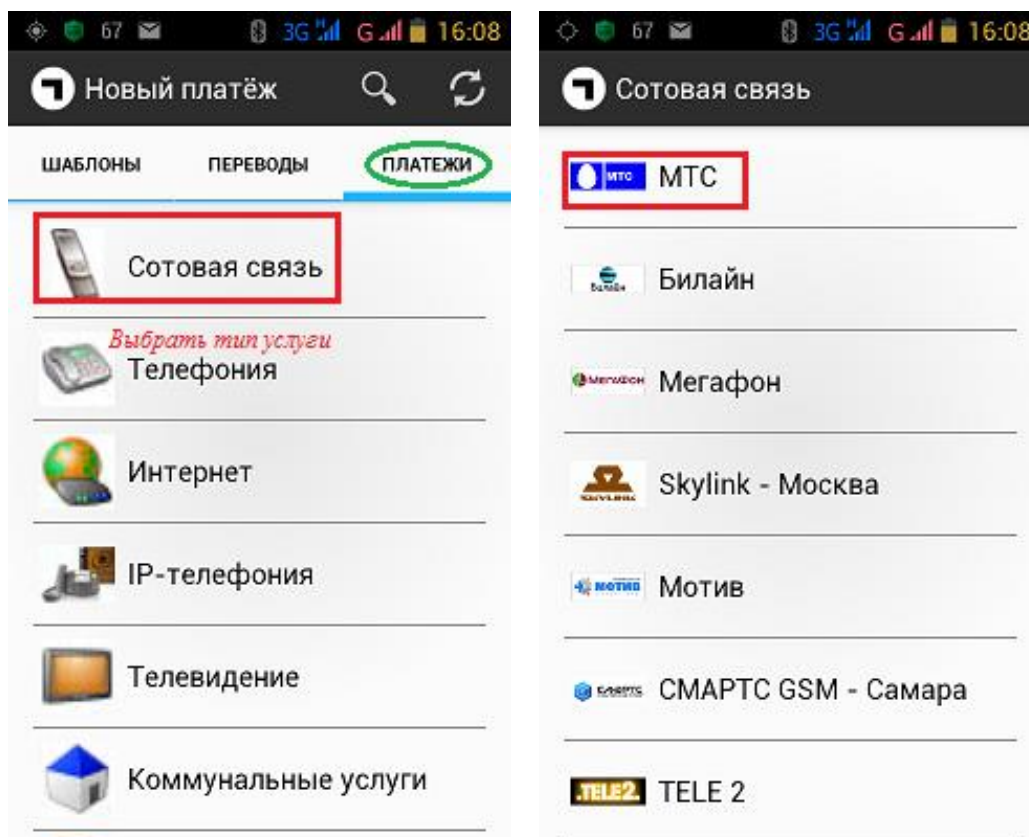 67 3G H G 16:08
Новый платёж
ШАБЛОНЫ ПЕРЕВОДЫ ПЛАТЕЖИ
Сотовая связь
Выбрать тип услуги
Телефония
Интернет
IP-телефония
Телевидение
Коммунальные услуги
67 3G H G 16:08
Сотовая связь
МТС МТС
Билайн Билайн
МегаФон Мегафон
SKYLINK Skylink - Москва
МОТИВ Мотив
СМАРТС СМАРТС GSM - Самара
TELE2 TELE 2